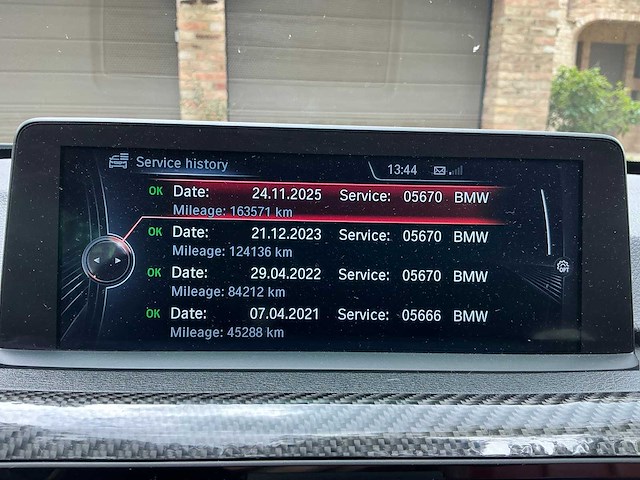 Service history 13:44
OK Date: 24.11.2025 Service: 05670 BMW
Mileage: 163571 km
OK Date: 21.12.2023 Service: 05670 BMW
Mileage: 124136 km
OK Date: 29.04.2022 Service: 05670 BMW
Mileage: 84212 km
OK Date: 07.04.2021 Service: 05666 BMW
Mileage: 45288 km
OPT